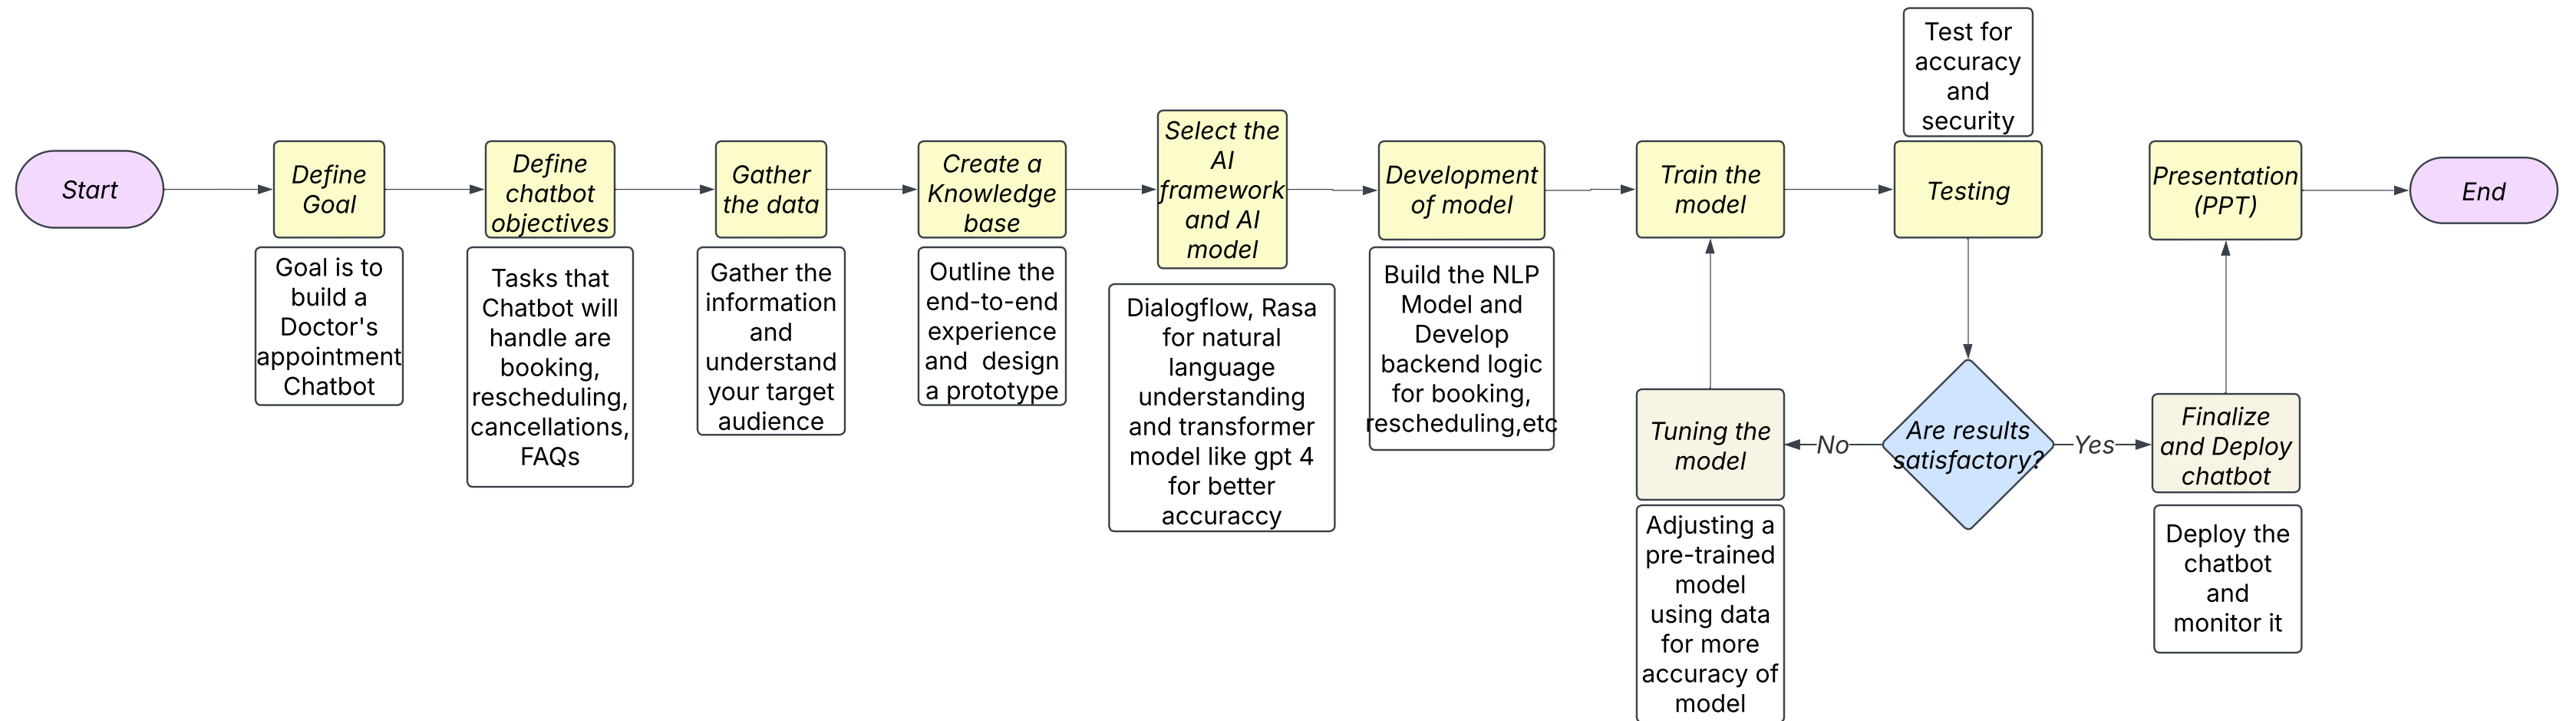 Start
Define
Goal
Goal is to
build a
Doctor's
appointment
Chatbot
Define
chatbot
objectives
Tasks that
Chatbot will
handle are
booking,
rescheduling,
cancellations,
FAQs
Gather
the data
Gather the
information
and
understand
your target
audience
Create a
Knowledge
base
Outline the
end-to-end
experience
and design
a prototype
Select the
AI
framework
and AI
model
Dialogflow, Rasa
for natural
language
understanding
and transformer
model like gpt 4
for better
accuraccy
Development
of model
Build the NLP
Model and
Develop
backend logic
for booking,
rescheduling,etc
Train the
model
Test for
accuracy
and
security
Testing
Are results
satisfactory?
No
Tuning the
model
Adjusting a
pre-trained
model
using data
for more
accuracy of
model
Yes
Finalize
and Deploy
chatbot
Deploy the
chatbot
and
monitor it
Presentation
(PPT)
End